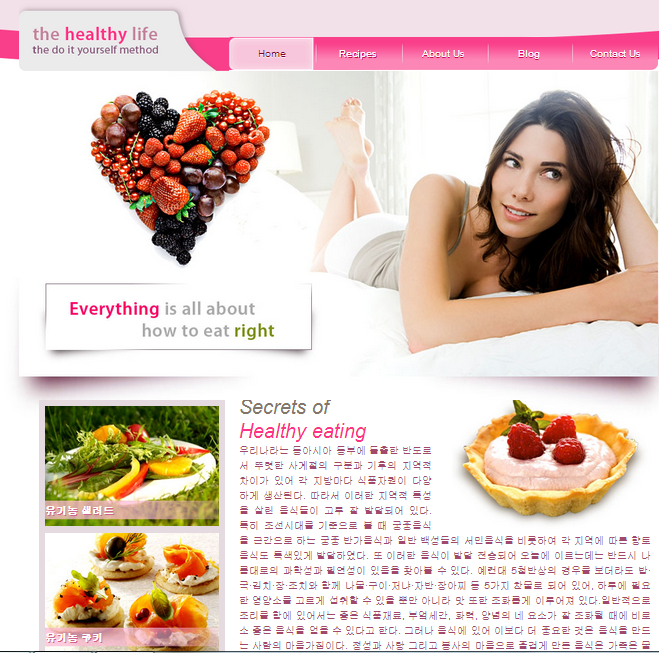 the healthy life
the do it yourself method
Home
Recipes
About Us
Blog
Contact Us
Everything is all about
how to eat right
유기농 샐러드
유기농 쿠키
Secrets of
Healthy eating
우리나라는 동아시아 동부에 돌출한 반도로
서 뚜렷한 사계절의 구분과 기후의 지역적
차이가 있어 각 지방마다 식품자원이 다양
하게 생산된다. 따라서 이러한 지역적 특성
을 살린 음식들이 고루 잘 발달되어 있다.
특히 조선시대를 기준으로 볼 때 궁중음식
을 근간으로 하는 궁중 반가음식과 일반 백성들의 서민음식을 비롯하여 각 지역에 따른 향토
음식도 특색있게 발달하였다. 또 이러한 음식이 발달 전승되어 오늘에 이르는데는 반드시 나
름대로의 과학성과 필연성이 있음을 찾아볼 수 있다. 예컨대 5첩반상의 경우를 보더라도 밥·
국·김치·장·조치와 함께 나물·구이·저냐·자반·장아찌 등 5가지 찬물로 되어 있어, 하루에 필요
한 영양소를 고르게 섭취할 수 있을 뿐만 아니라 맛 또한 조화롭게 이루어져 있다.일반적으로
조리를 함에 있어서는 좋은 식품재료, 부엌세간, 화력, 양념의 네 요소가 잘 조화될 때에 비로
소 좋은 음식을 얻을 수 있다고 한다. 그러나 음식에 있어 이보다 더 중요한 것은 음식을 만드
는 사람의 마음가짐이다. 정성과 사랑 그리고 봉사의 마음으로 즐겁게 만든 음식은 가족은 물